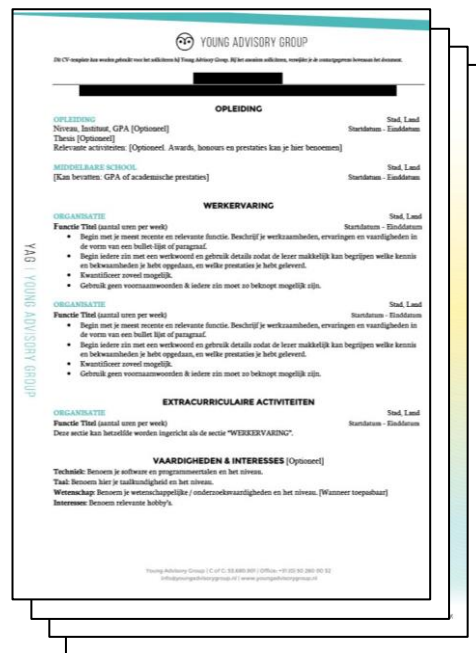 YOUNG ADVISORY GROUP
Dit CV-template kan worden gebruikt voor het solliciteren bij Young Advisory Group. Bij het anoniem solliciteren, verwijder je de contactgegevens bovenaan het document.
OPLEIDING
OPLEIDING Stad, Land
Niveau, Instituut, GPA [Optioneel] Startdatum - Einddatum
Thesis [Optioneel]
Relevante activiteiten: [Optioneel. Awards, honours en prestaties kan je hier benoemen]
MIDDELBARE SCHOOL Stad, Land
[Kan bevatten: GPA of academische prestaties] Startdatum - Einddatum
WERKERVARING
ORGANISATIE Stad, Land
Functie Titel (aantal uren per week) Startdatum - Einddatum
• Begin met je meest recente en relevante functie. Beschrijf je werkzaamheden, ervaringen en vaardigheden in
de vorm van een bullet-lijst of paragraaf.
• Begin iedere zin met een werkwoord en gebruik details zodat de lezer makkelijk kan begrijpen welke kennis
en bekwaamheden je hebt opgedaan, en welke prestaties je hebt geleverd.
• Kwantificeer zoveel mogelijk.
• Gebruik geen voornaamwoorden & iedere zin moet zo beknopt mogelijk zijn.
ORGANISATIE Stad, Land
Functie Titel (aantal uren per week) Startdatum - Einddatum
• Begin met je meest recente en relevante functie. Beschrijf je werkzaamheden, ervaringen en vaardigheden in
de vorm van een bullet lijst of paragraaf.
• Begin iedere zin met een werkwoord en gebruik details zodat de lezer makkelijk kan begrijpen welke kennis
en bekwaamheden je hebt opgedaan, en welke prestaties je hebt geleverd.
• Kwantificeer zoveel mogelijk.
• Gebruik geen voornaamwoorden & iedere zin moet zo beknopt mogelijk zijn.
EXTRACURRICULAIRE ACTIVITEITEN
ORGANISATIE Stad, Land
Functie Titel (aantal uren per week) Startdatum - Einddatum
Deze sectie kan hetzelfde worden ingericht als de sectie "WERKERVARING".
VAARDIGHEDEN & INTERESSES [Optioneel]
Techniek: Benoem je software en programmeertalen en het niveau.
Taal: Benoem hier je taalkundigheid en het niveau.
Wetenschap: Benoem je wetenschappelijke / onderzoeksvaardigheden en het niveau. [Wanneer toepasbaar]
Interesses: Benoem relevante hobby's.
YAG | YOUNG ADVISORY GROUP
Young Advisory Group | C of C: Office:
info@youngadvisorygroup.nl | www.youngadvisorygroup.nl